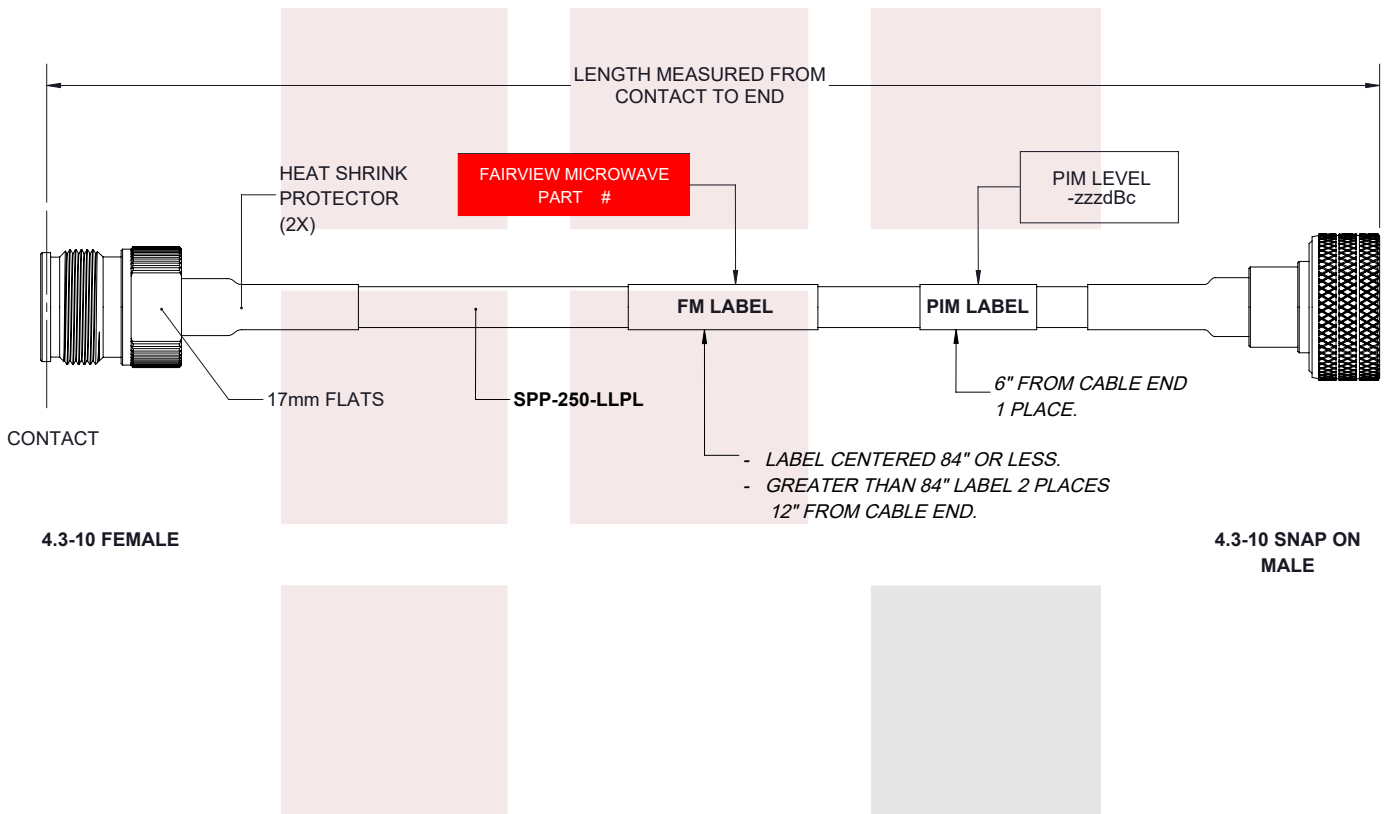 LENGTH MEASURED FROM
CONTACT TO END
HEAT SHRINK
PROTECTOR
(2X)
FAIRVIEW MICROWAVE
PART #
PIM LEVEL
-zzzdBc
FM LABEL
PIM LABEL
17mm FLATS
SPP-250-LLPL
6" FROM CABLE END
1 PLACE.
CONTACT
- LABEL CENTERED 84" OR LESS.
- GREATER THAN 84" LABEL 2 PLACES
12" FROM CABLE END.
4.3-10 FEMALE
4.3-10 SNAP ON
MALE